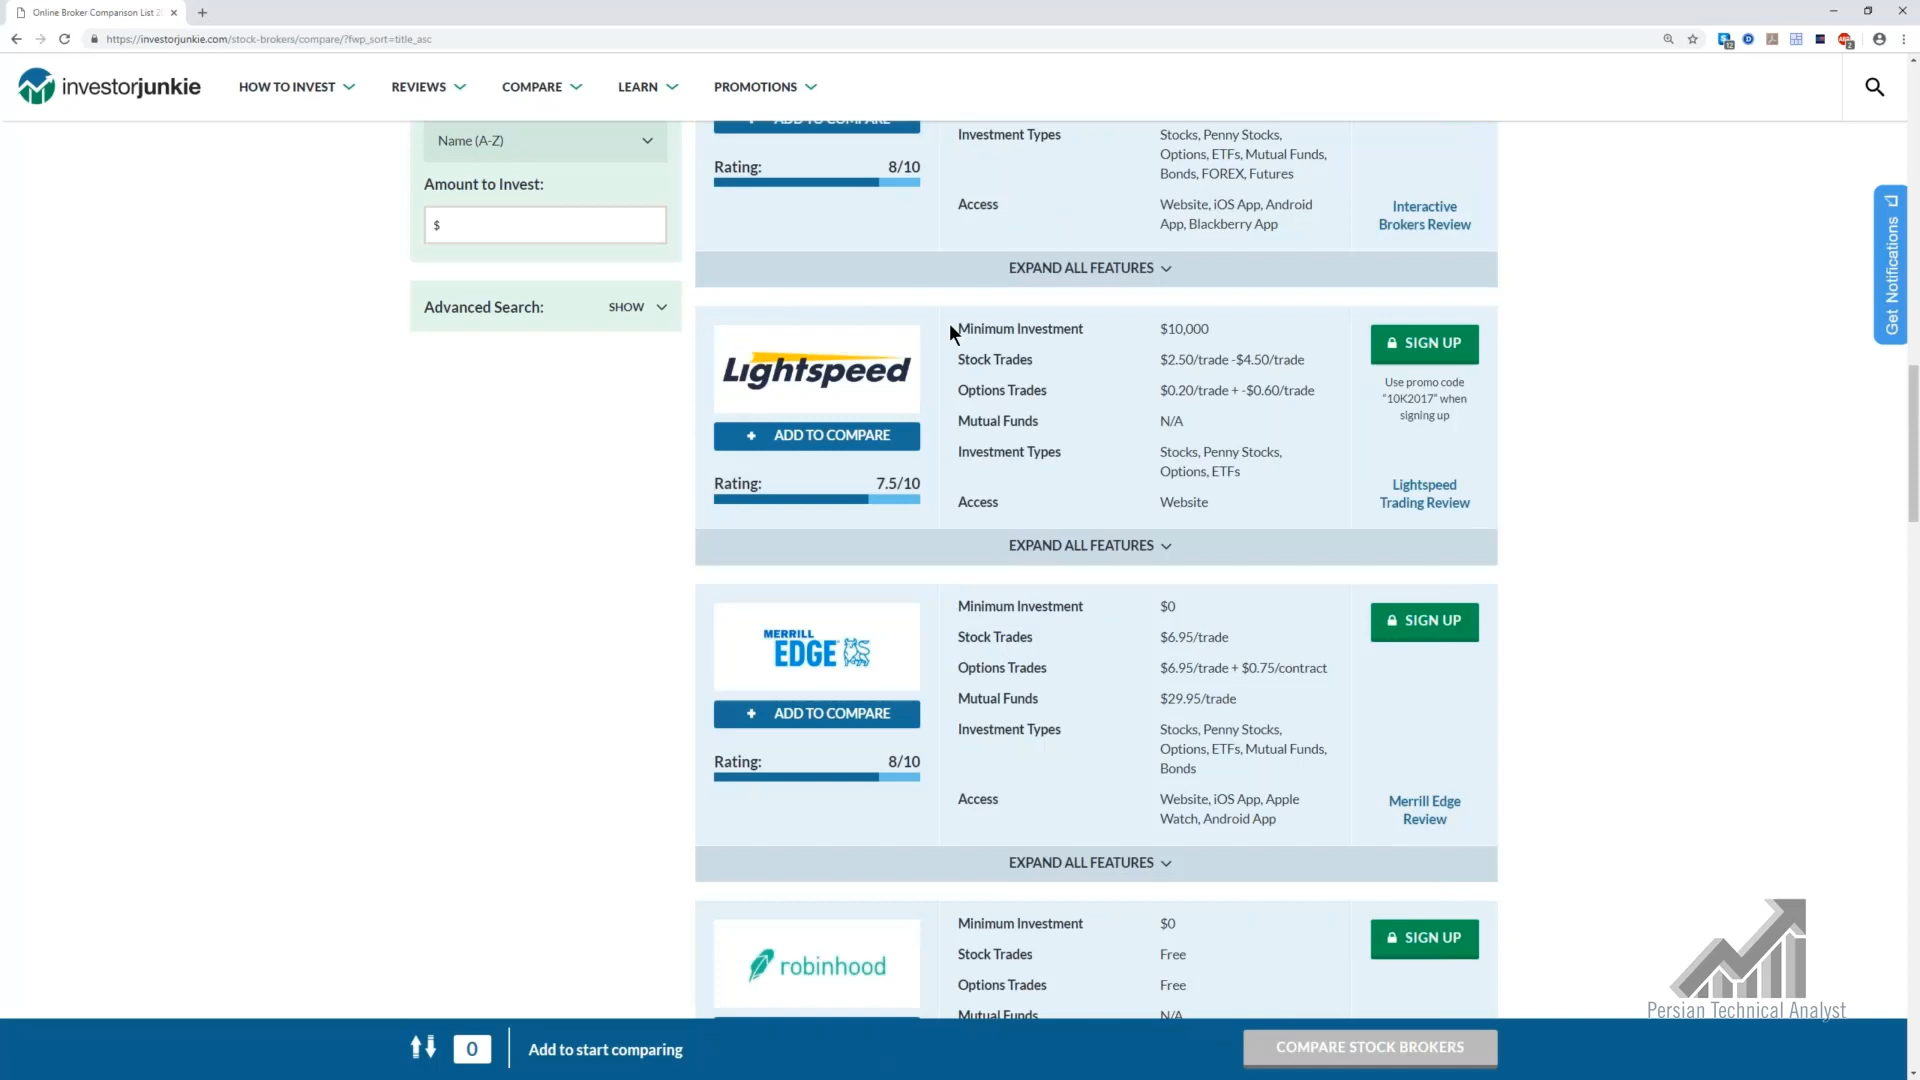 Online Broker Comparison List 2
https://investorjunkie.com/stock-brokers/compare/?fwp_sort=title_asc
investorjunkie
HOW TO INVEST
REVIEWS
COMPARE
LEARN
PROMOTIONS
Name (A-Z)
Amount to Invest:
$
Advanced Search:
SHOW
ADD TO COMPARE
Rating:
8/10
Investment Types
Stocks, Penny Stocks,
Options, ETFs, Mutual Funds,
Bonds, FOREX, Futures
Access
Website, iOS App, Android
App, Blackberry App
Interactive
Brokers Review
EXPAND ALL FEATURES
Get Notifications
Lightspeed
+ ADD TO COMPARE
Rating:
7.5/10
Minimum Investment
$10,000
Stock Trades
$2.50/trade -$4.50/trade
Options Trades
$0.20/trade + -$0.60/trade
Mutual Funds
N/A
Investment Types
Stocks, Penny Stocks,
Options, ETFs
Access
Website
SIGN UP
Use promo code
"10K2017" when
signing up
Lightspeed
Trading Review
EXPAND ALL FEATURES
MERRILL
EDGE
+ ADD TO COMPARE
Rating:
8/10
Minimum Investment
$0
Stock Trades
$6.95/trade
Options Trades
$6.95/trade + $0.75/contract
Mutual Funds
$29.95/trade
Investment Types
Stocks, Penny Stocks,
Options, ETFs, Mutual Funds,
Bonds
Access
Website, iOS App, Apple
Watch, Android App
SIGN UP
Merrill Edge
Review
EXPAND ALL FEATURES
robinhood
Minimum Investment
$0
Stock Trades
Free
Options Trades
Free
Mutual Funds
N/A
SIGN UP
Persian Technical Analyst
0
Add to start comparing
COMPARE STOCK BROKERS